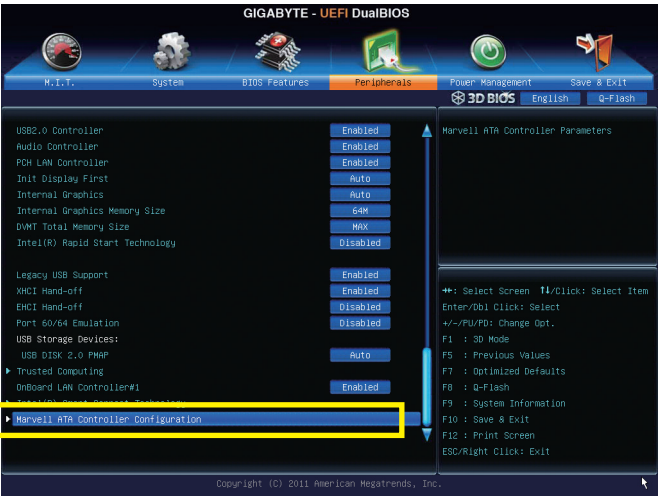 GIGABYTE - UEFI DualBIOS
M.I.T. System BIOS Features Peripherals Power Management Save & Exit
3D BIOS English Q-Flash
USB2.0 Controller Enabled
Audio Controller Enabled
PCH LAN Controller Enabled
Init Display First Auto
Internal Graphics Auto
Internal Graphics Memory Size 64M
DVMT Total Memory Size MAX
Intel(R) Rapid Start Technology Disabled
Legacy USB Support Enabled
XHCI Hand-off Enabled
EHCI Hand-off Disabled
Port 60/64 Emulation Disabled
USB Storage Devices:
USB DISK 2.0 PMAP Auto
Trusted Computing
OnBoard LAN Controller#1 Enabled
Intel(R) Smart Connect Technology
Marvell ATA Controller Configuration
Marvell ATA Controller Parameters
→←: Select Screen ↑↓/Click: Select Item
Enter/Dbl Click: Select
+/-/PU/PD: Change Opt.
F1 : 3D Mode
F5 : Previous Values
F7 : Optimized Defaults
F8 : Q-Flash
F9 : System Information
F10 : Save & Exit
F12 : Print Screen
ESC/Right Click: Exit
Copyright (C) 2011 American Megatrends, Inc.